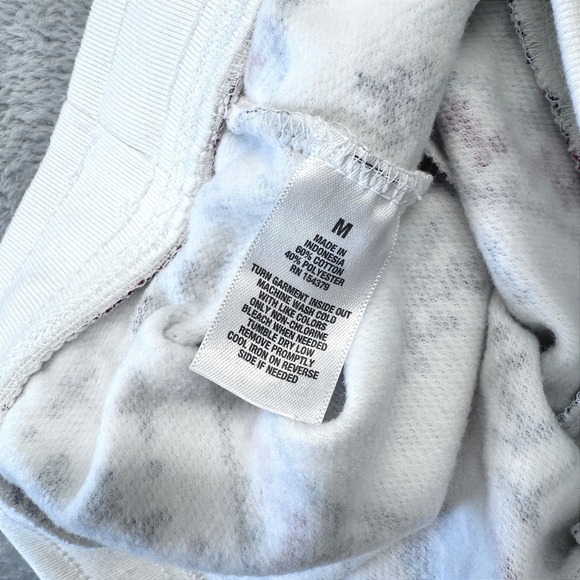 M
MADE IN
INDONESIA
60% COTTON
40% POLYESTER
RN 154379
TURN GARMENT INSIDE OUT
MACHINE WASH COLD
WITH LIKE COLORS
ONLY NON-CHLORINE
BLEACH WHEN NEEDED
TUMBLE DRY LOW
REMOVE PROMPTLY
COOL IRON ON REVERSE
SIDE IF NEEDED